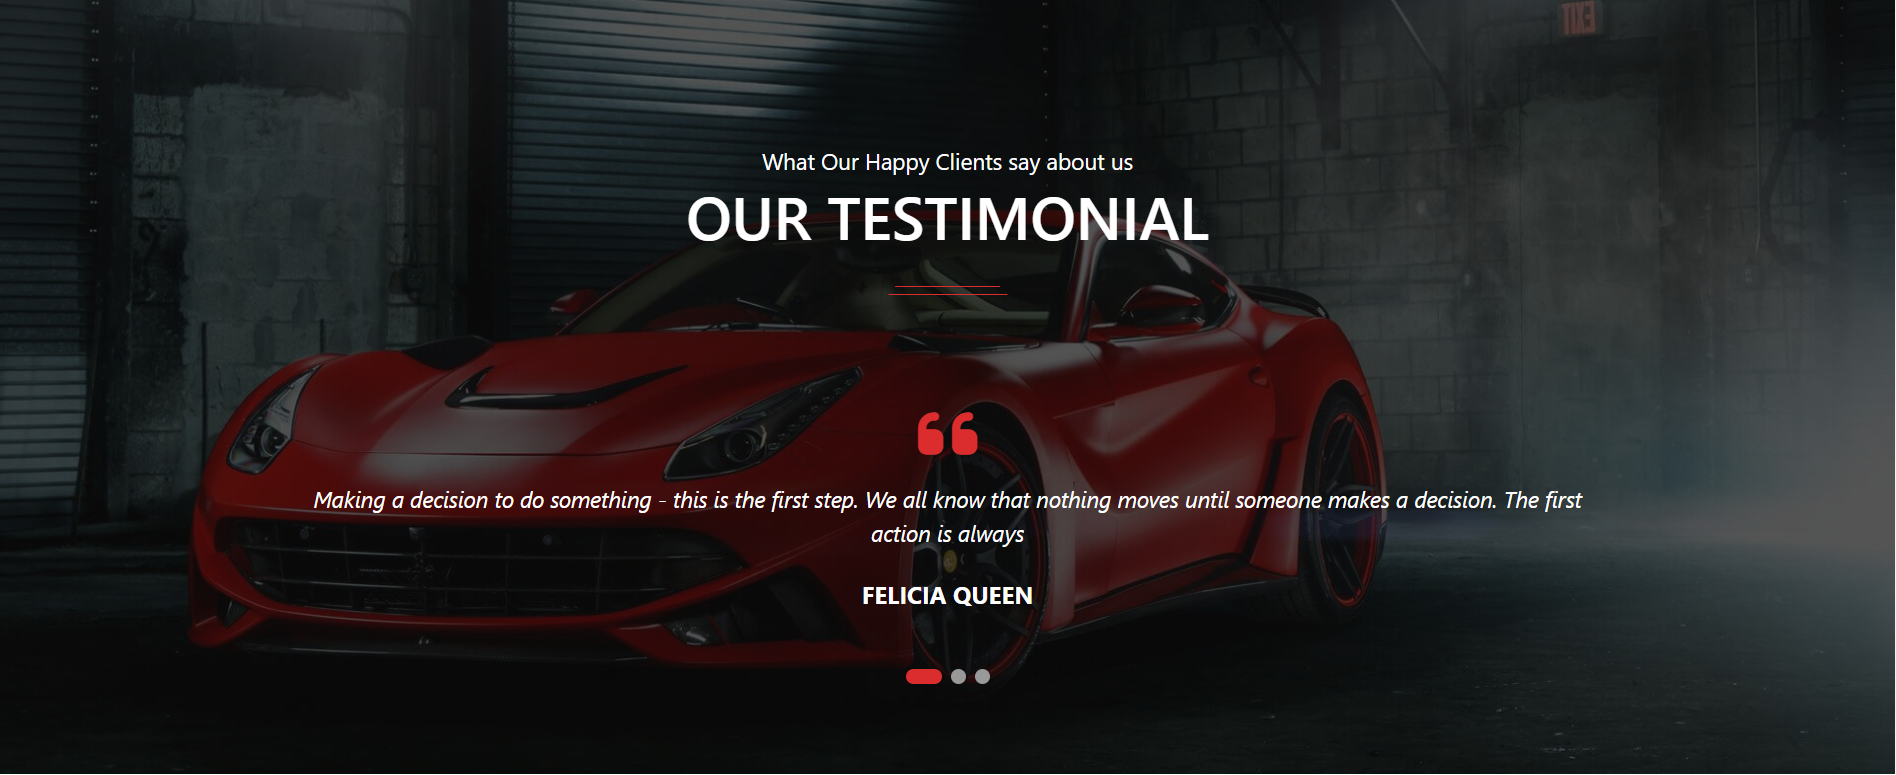 EXIT
What Our Happy Clients say about us
OUR TESTIMONIAL
Making a decision to do something - this is the first step. We all know that nothing moves until someone makes a decision. The first
action is always
FELICIA QUEEN